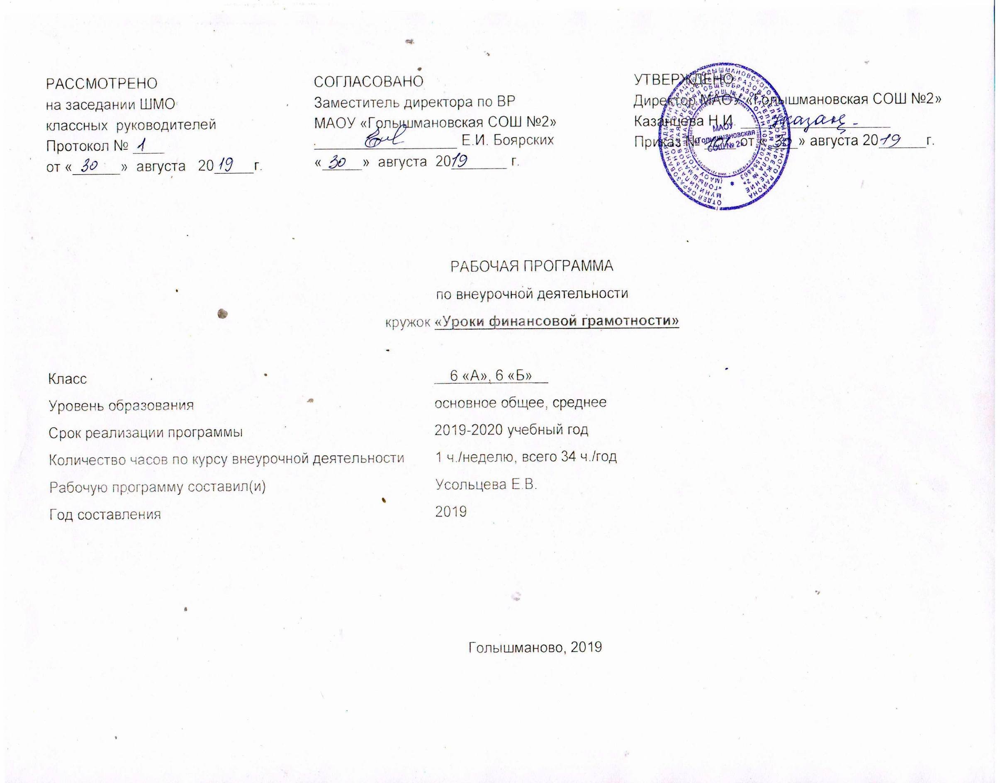 РАССМОТРЕНО
на заседании ШМО
классных руководителей
Протокол № 1
от «30» августа 2019 г.
СОГЛАСОВАНО
Заместитель директора по ВР
МАОУ «Голышмановская СОШ №2»
Е.И. Боярских
«30» августа 2019 г.
УТВЕРЖДЕНО
Директор МАОУ «Голышмановская СОШ №2»
Казанцева Н.И.
Приказ № 101 от «30» августа 2019 г.
МАОУ
«Голышмановская
СОШ № 2»
РАБОЧАЯ ПРОГРАММА
по внеурочной деятельности
кружок «Уроки финансовой грамотности»
Класс 6 «А», 6 «Б»
Уровень образования основное общее, среднее
Срок реализации программы 2019-2020 учебный год
Количество часов по курсу внеурочной деятельности 1 ч./неделю, всего 34 ч./год
Рабочую программу составил(и) Усольцева Е.В.
Год составления 2019
Голышманово, 2019